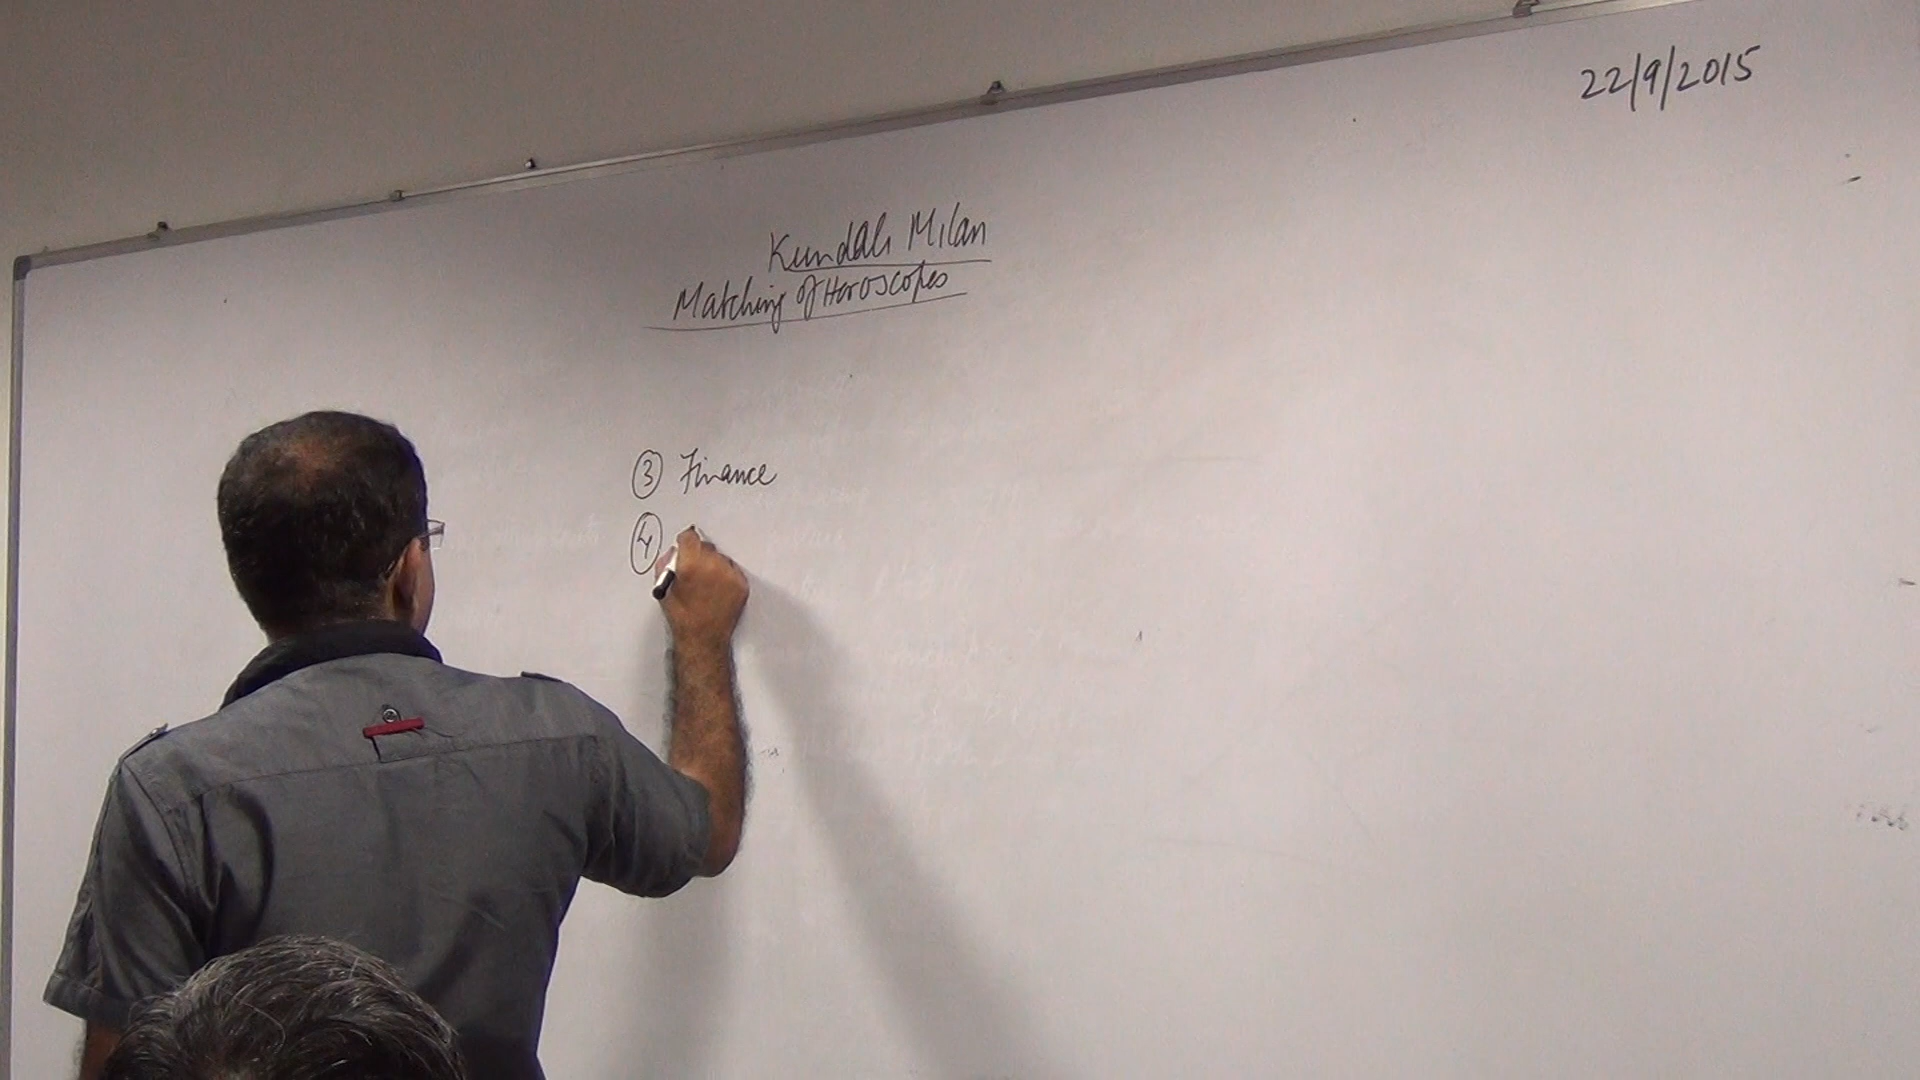 22/9/2015
Kundali Milan
Matching of Horoscopes
③ Finance
④